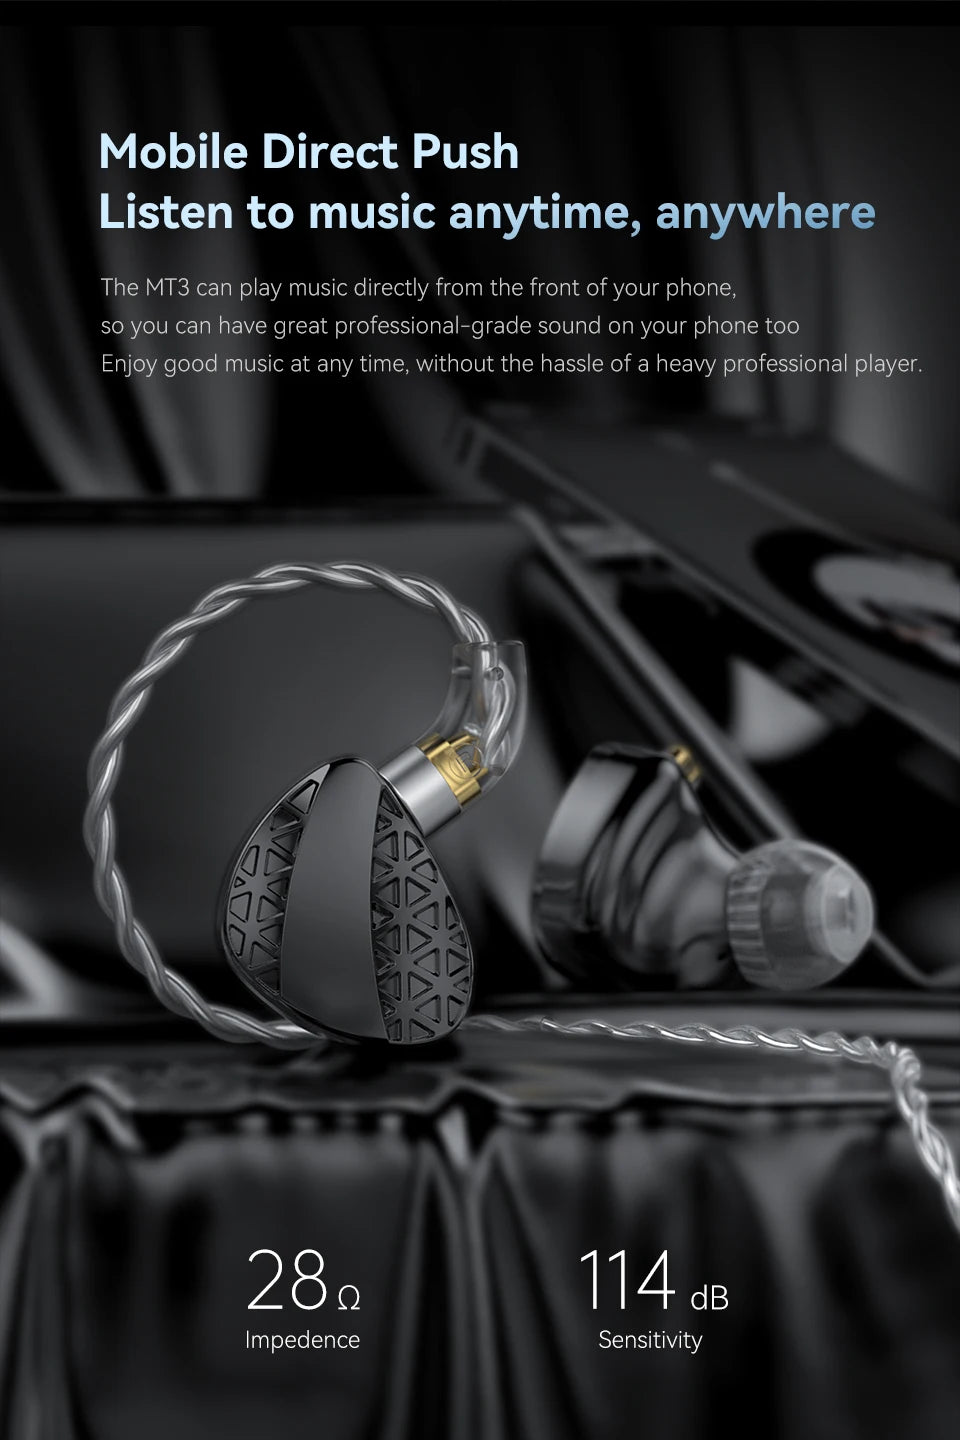 Mobile Direct Push
Listen to music anytime, anywhere
The MT3 can play music directly from the front of your phone,
so you can have great professional-grade sound on your phone too
Enjoy good music at any time, without the hassle of a heavy professional player.
28 Ω 114 dB
Impedence Sensitivity